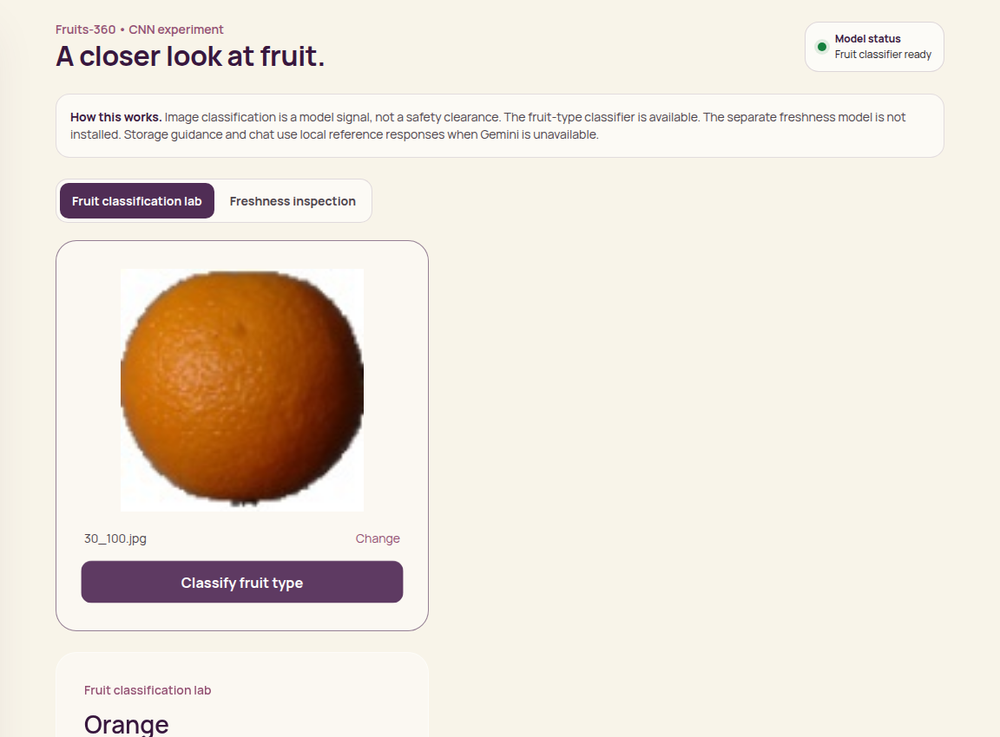 Fruits-360 • CNN experiment
A closer look at fruit.
Model status
Fruit classifier ready
How this works. Image classification is a model signal, not a safety clearance. The fruit-type classifier is available. The separate freshness model is not
installed. Storage guidance and chat use local reference responses when Gemini is unavailable.
Fruit classification lab
Freshness inspection
30_100.jpg
Change
Classify fruit type
Fruit classification lab
Orange